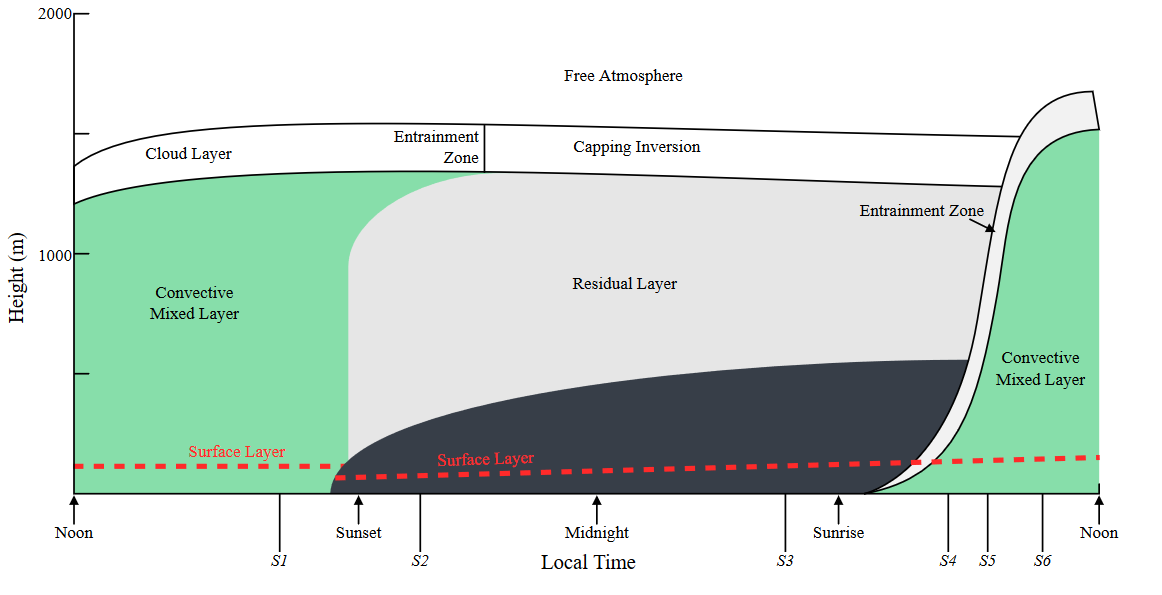 2000
Free Atmosphere
Entrainment
Zone
Cloud Layer
Capping Inversion
Entrainment Zone
1000
Height (m)
Residual Layer
Convective
Mixed Layer
Convective
Mixed Layer
Surface Layer
Surface Layer
Noon
Sunset
Midnight
Sunrise
Noon
S1
S2
Local Time
S3
S4
S5
S6